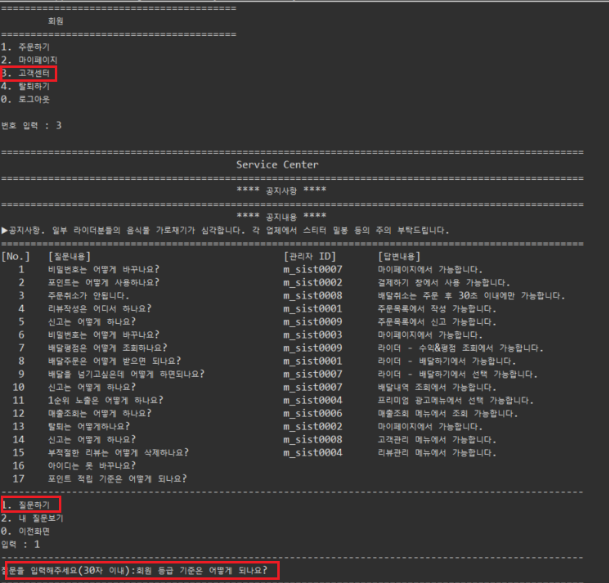 ========================================
회원
========================================
1. 주문하기
2. 마이페이지
3. 고객센터
4. 탈퇴하기
0. 로그아웃
번호 입력 : 3
====================================================================================================
Service Center
====================================================================================================
**** 공지사항 ****
====================================================================================================
**** 공지내용 ****
▶공지사항. 일부 라이더분들의 음식를 가로채기가 심각합니다. 각 업체에서 스티터 밀봉 등의 주의 부탁드립니다.
====================================================================================================
[No.] [질문내용] [관리자 ID] [답변내용]
1 비밀번호는 어떻게 바꾸나요? m_sist0007 마이페이지에서 가능합니다.
2 포인트는 어떻게 사용하나요? m_sist0002 결제하기 창에서 사용 가능합니다.
3 주문취소가 안됩니다. m_sist0008 배달취소는 주문 후 30초 이내에만 가능합니다.
4 리뷰작성은 어디서 하나요? m_sist0001 주문목록에서 작성 가능합니다.
5 신고는 어떻게 하나요? m_sist0009 주문목록에서 신고 가능합니다.
6 비밀번호는 어떻게 바꾸나요? m_sist0003 마이페이지에서 가능합니다.
7 배달평점은 어떻게 조회하나요? m_sist0009 라이더 - 수익&평점 조회에서 가능합니다.
8 배달주문은 어떻게 받으면 되나요? m_sist0001 라이더 - 배달하기에서 가능합니다.
9 배달을 넘기고싶은데 어떻게 하면되나요? m_sist0007 라이더 - 배달하기에서 선택 가능합니다.
10 신고는 어떻게 하나요? m_sist0007 배달내역 조회에서 가능합니다.
11 1순위 노출은 어떻게 하나요? m_sist0004 프리미엄 광고메뉴에서 선택 가능합니다.
12 매출조회는 어떻게 하나요? m_sist0006 매출조회 메뉴에서 조회 가능합니다.
13 탈퇴는 어떻게하나요? m_sist0002 마이페이지에서 가능합니다.
14 신고는 어떻게 하나요? m_sist0008 고객관리 메뉴에서 가능합니다.
15 부적절한 리뷰는 어떻게 삭제하나요? m_sist0004 리뷰관리 메뉴에서 가능합니다.
16 아이디는 못 바꾸나요?
17 포인트 적립 기준은 어떻게 되나요?
----------------------------------------------------------------------------------------------------
1. 질문하기
2. 내 질문보기
0. 이전화면
입력 : 1
----------------------------------------------------------------------------------------------------
질문을 입력해주세요(30자 이내):회원 등급 기준은 어떻게 되나요?